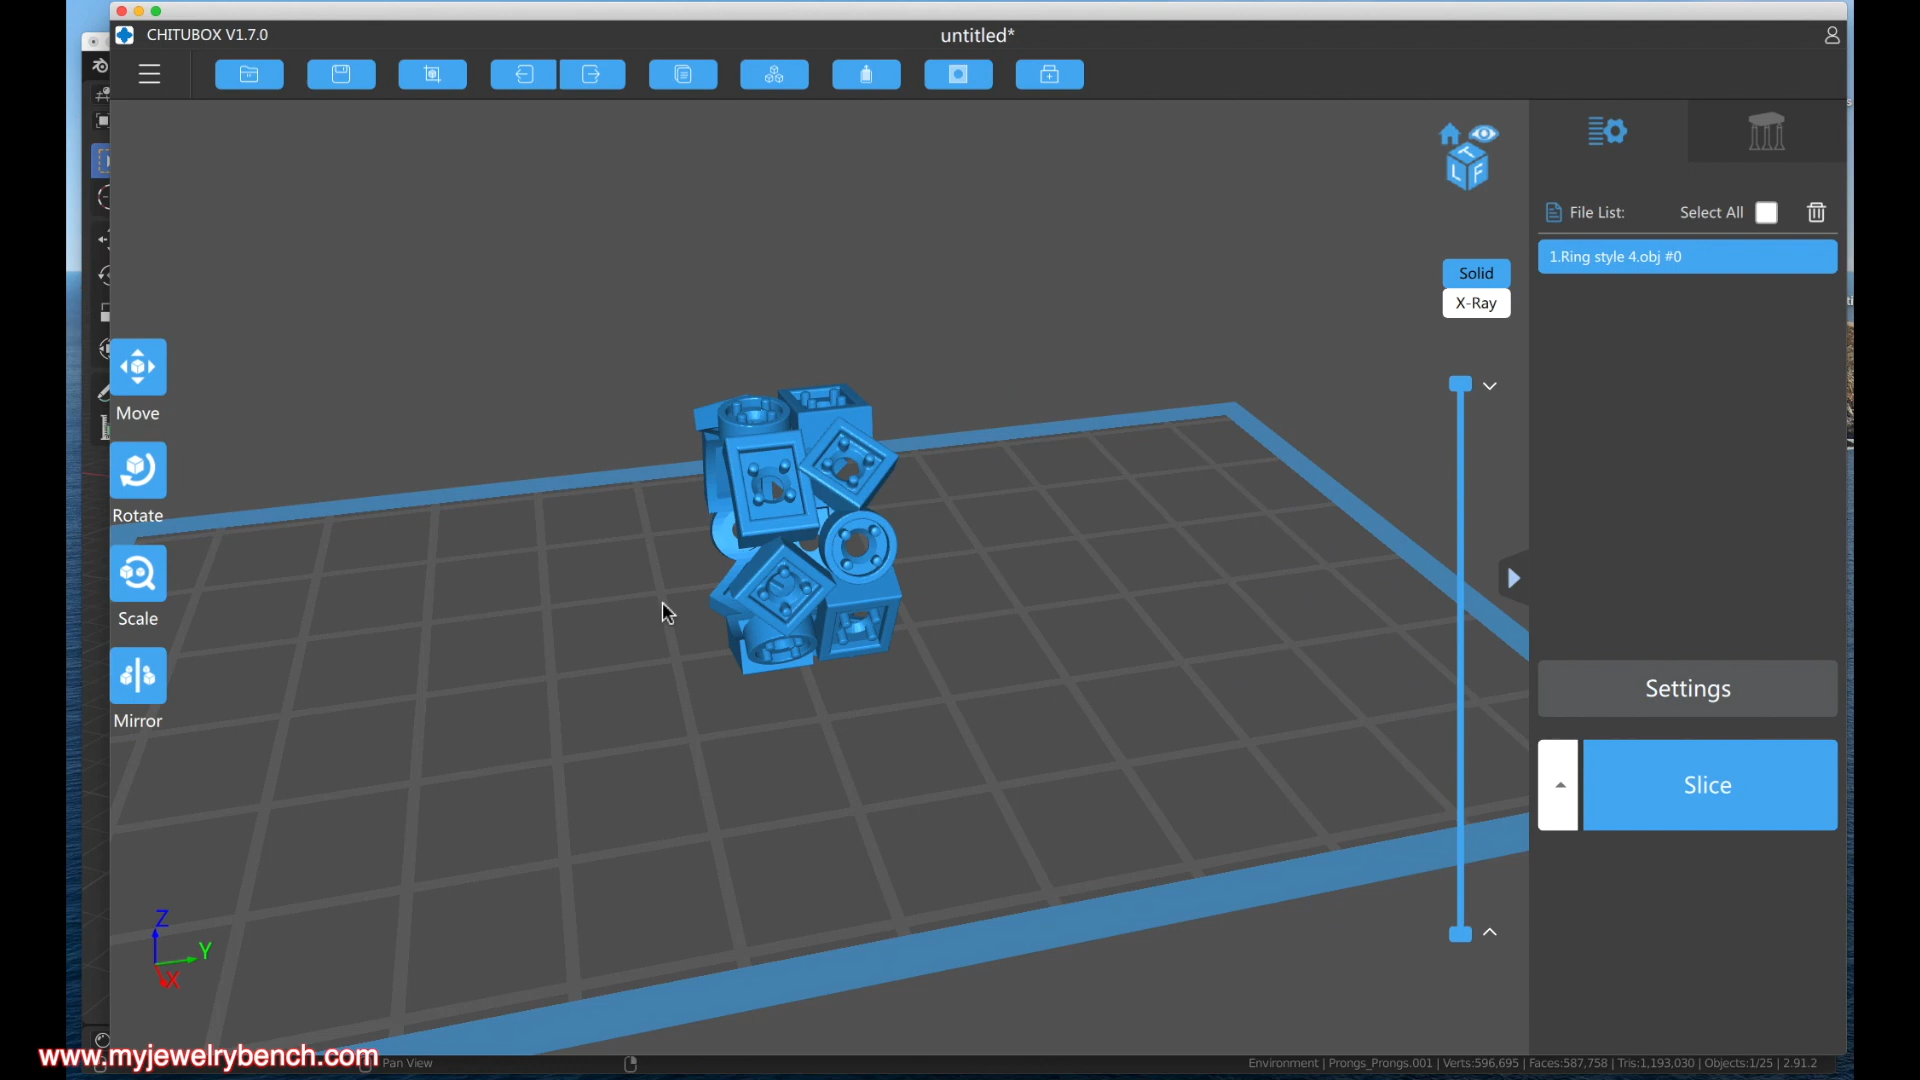 CHITUBOX V1.7.0
untitled*
T
L F
File List:
Select All
1.Ring style 4.obj #0
Solid
X-Ray
Move
Rotate
Scale
Mirror
Settings
Slice
Z
Y
X
www.myjewelrybench.com
Pan View
Environment | Prongs_Prongs.001 | Verts:596,695 | Faces:587,758 | Tris:1,193,030 | Objects:1/25 | 2.91.2